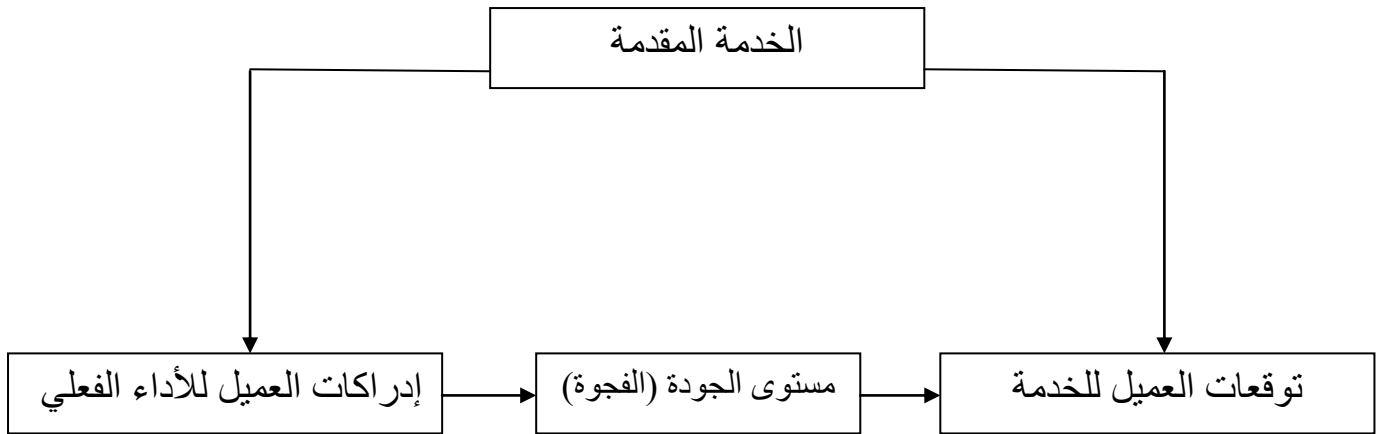 الخدمة المقدمة
توقعات العميل للخدمة
مستوى الجودة (الفجوة)
إدراكات العميل للأداء الفعلي